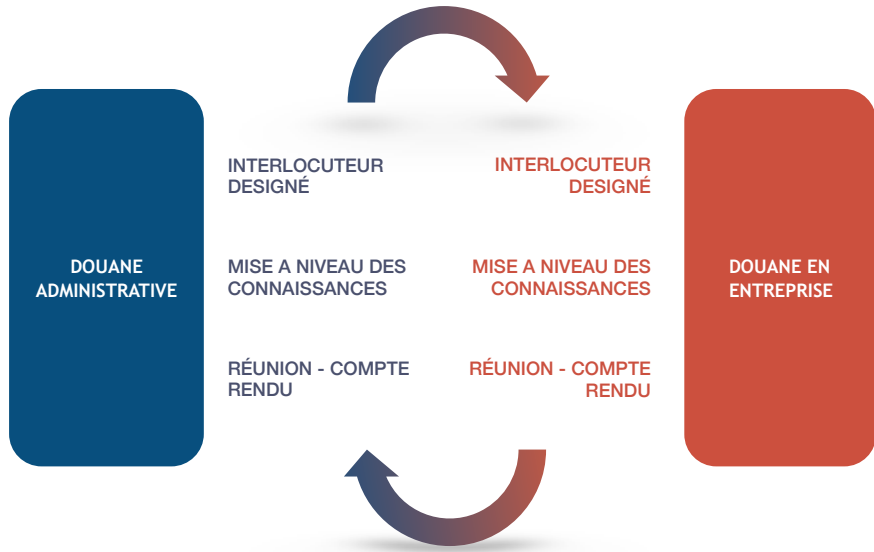 DOUANE
ADMINISTRATIVE
INTERLOCUTEUR
DESIGNÉ
MISE A NIVEAU DES
CONNAISSANCES
RÉUNION - COMPTE
RENDU
INTERLOCUTEUR
DESIGNÉ
MISE A NIVEAU DES
CONNAISSANCES
RÉUNION - COMPTE
RENDU
DOUANE EN
ENTREPRISE